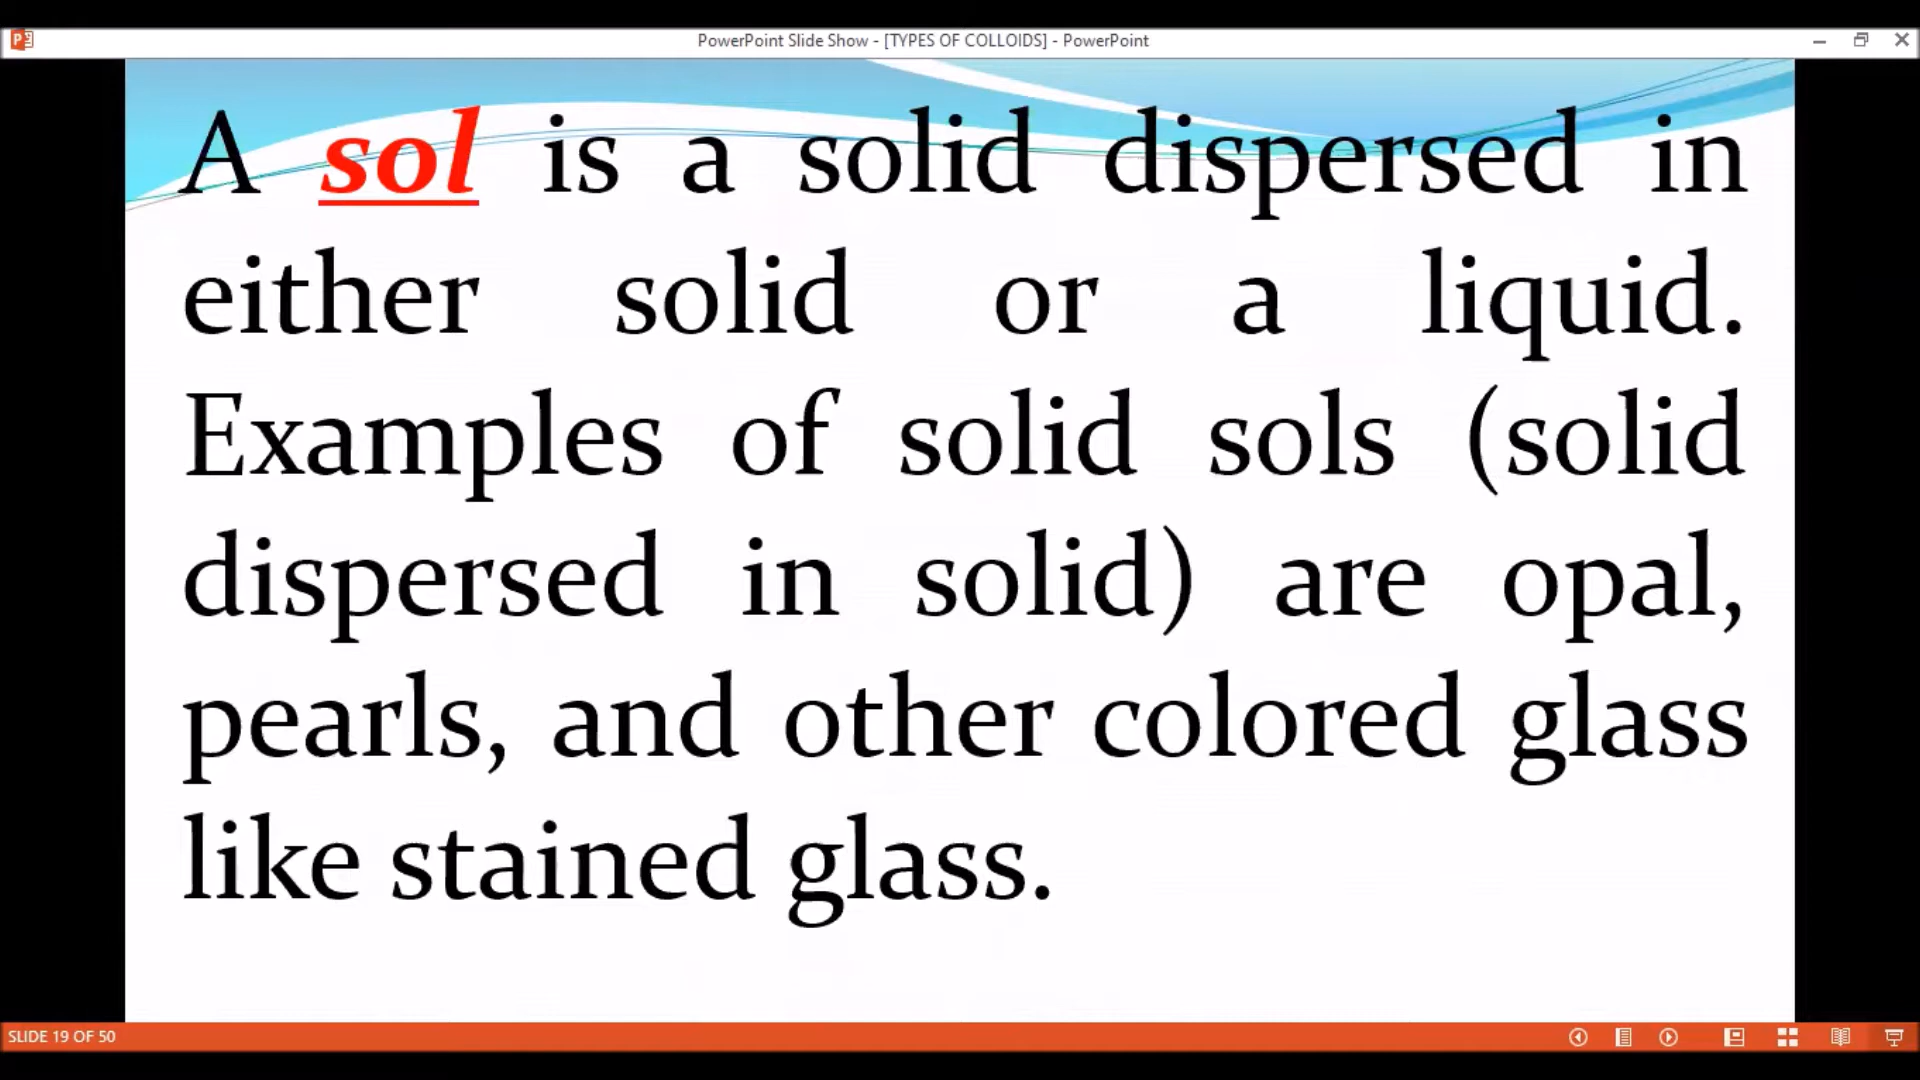 PowerPoint Slide Show - [TYPES OF COLLOIDS] - PowerPoint
A sol is a solid dispersed in
either solid or a liquid.
Examples of solid sols (solid
dispersed in solid) are opal,
pearls, and other colored glass
like stained glass.
SLIDE 19 OF 50